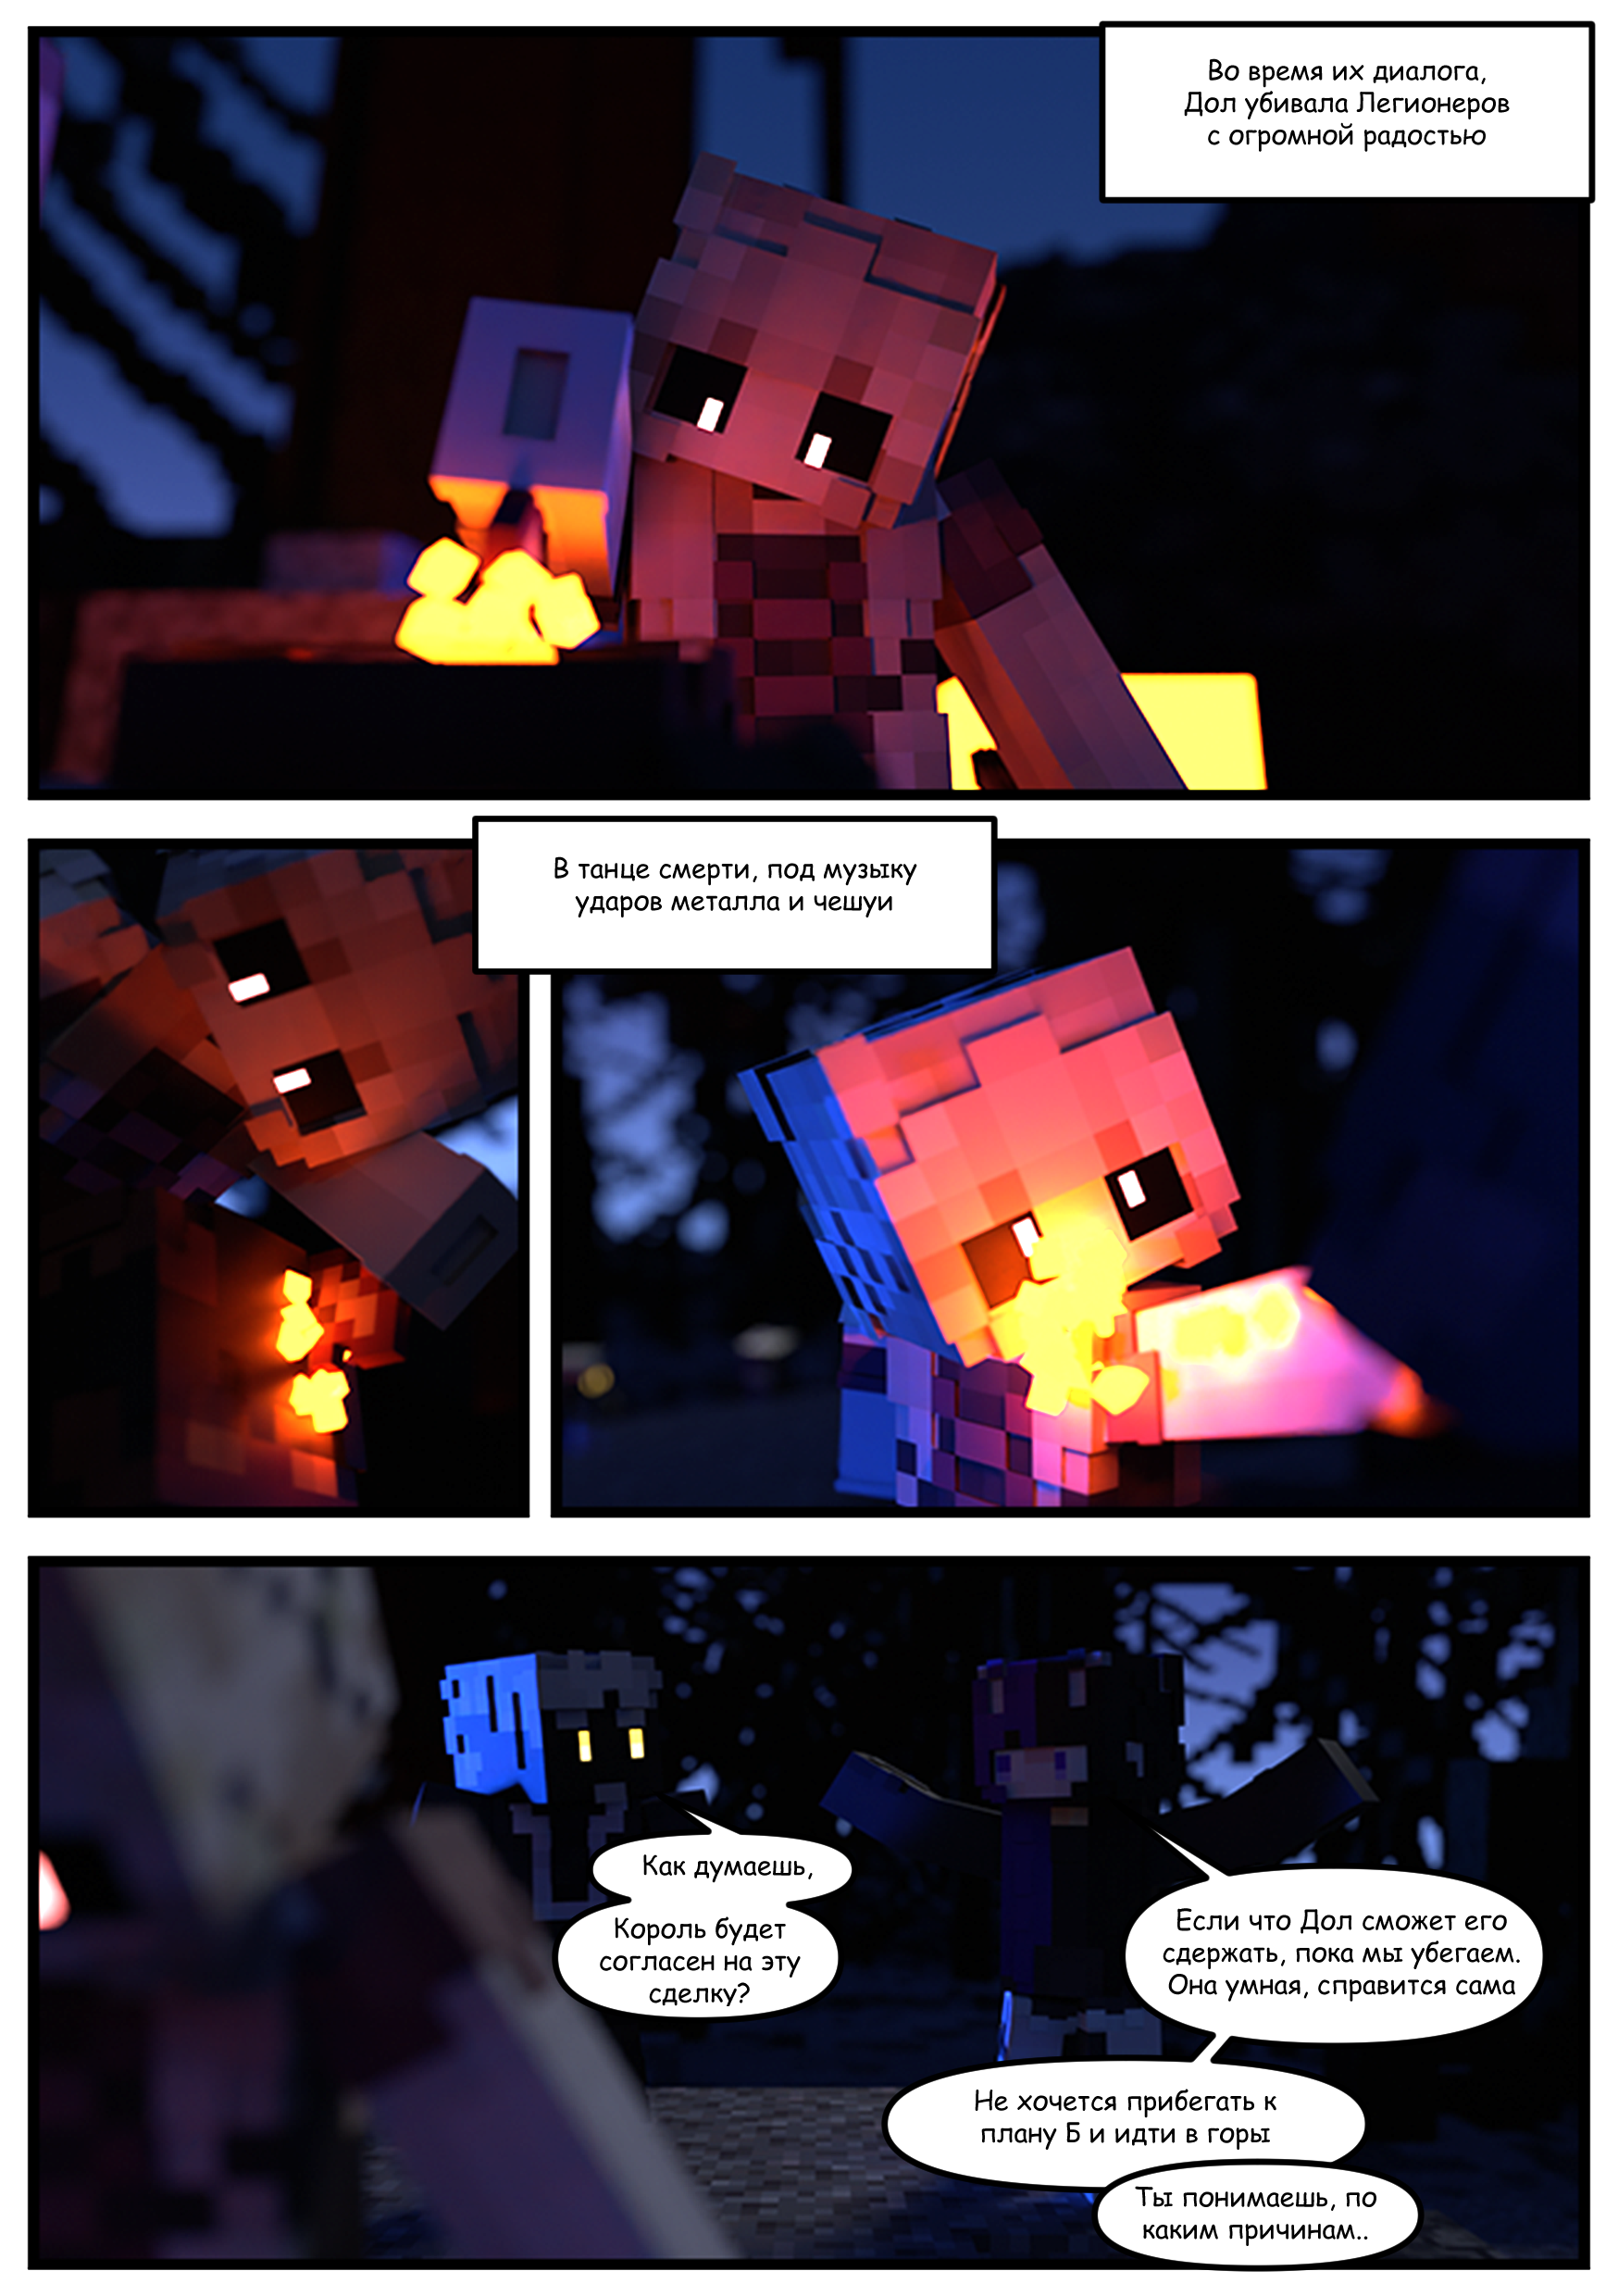 Во время их диалога,
Дол убивала Легионеров
с огромной радостью
В танце смерти, под музыку
ударов металла и чешуи
Как думаешь,
Король будет
согласен на эту
сделку?
Если что Дол сможет его
сдержать, пока мы убегаем.
Она умная, справится сама
Не хочется прибегать к
плану Б и идти в горы
Ты понимаешь, по
каким причинам..